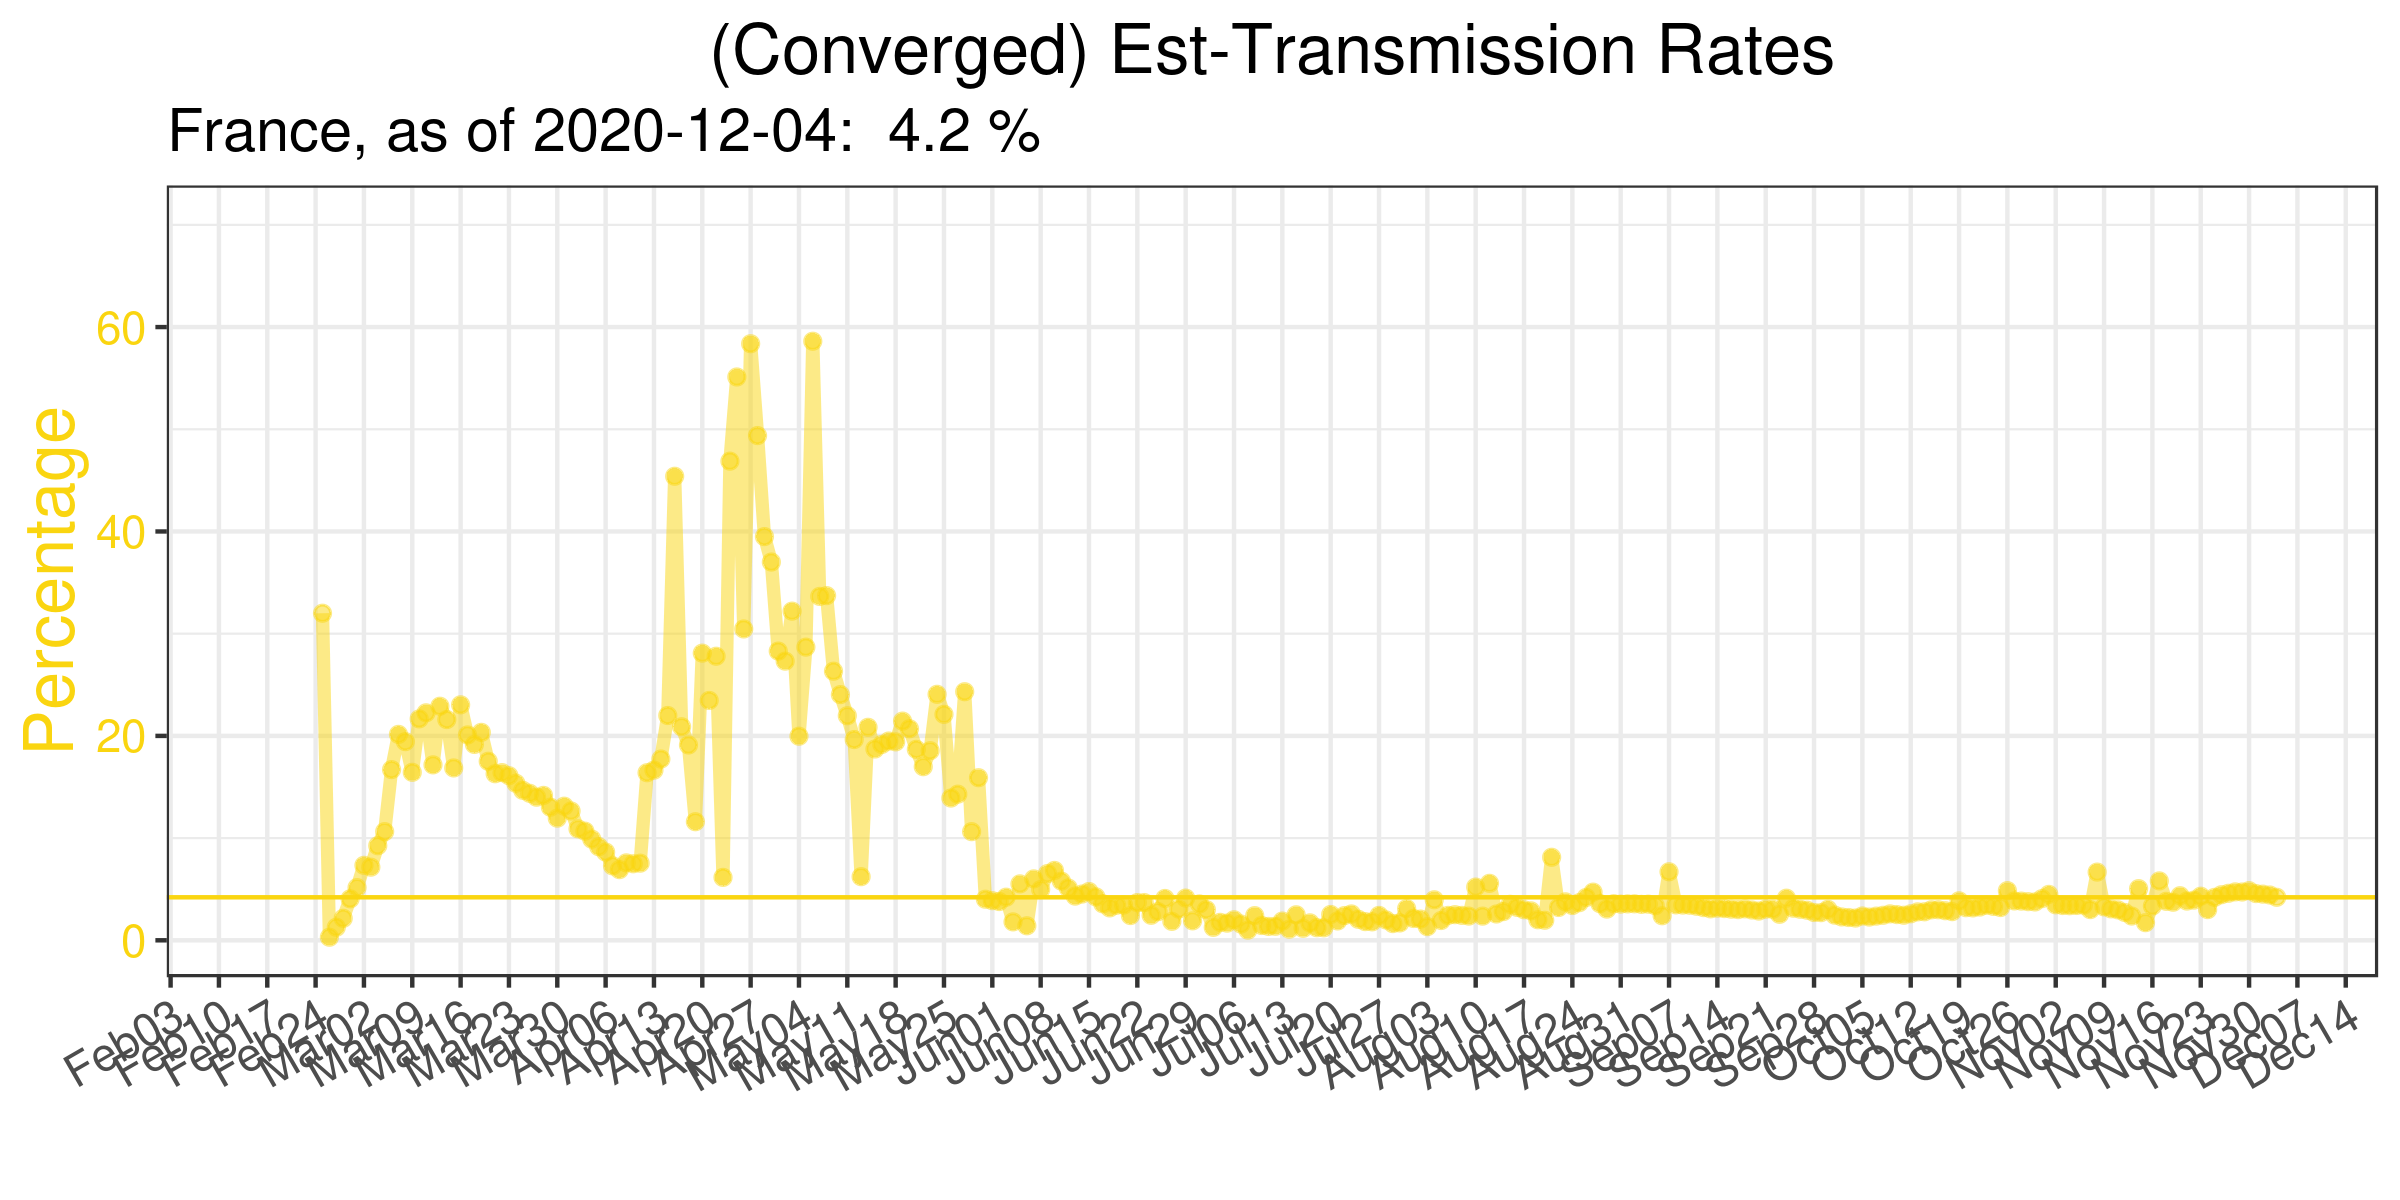 (Converged) Est-Transmission Rates
France, as of 2020-12-04:  4.2 %
Percentage
60
40
20
0
Feb03
Feb10
Feb17
Feb24
Mar02
Mar09
Mar16
Mar23
Mar30
Apr06
Apr13
Apr20
Apr27
May04
May11
May18
May25
Jun01
Jun08
Jun15
Jun22
Jun29
Jul06
Jul13
Jul20
Jul27
Aug03
Aug10
Aug17
Aug24
Aug31
Sep07
Sep14
Sep21
Sep28
Oct05
Oct12
Oct19
Oct26
Nov02
Nov09
Nov16
Nov23
Nov30
Dec07
Dec14